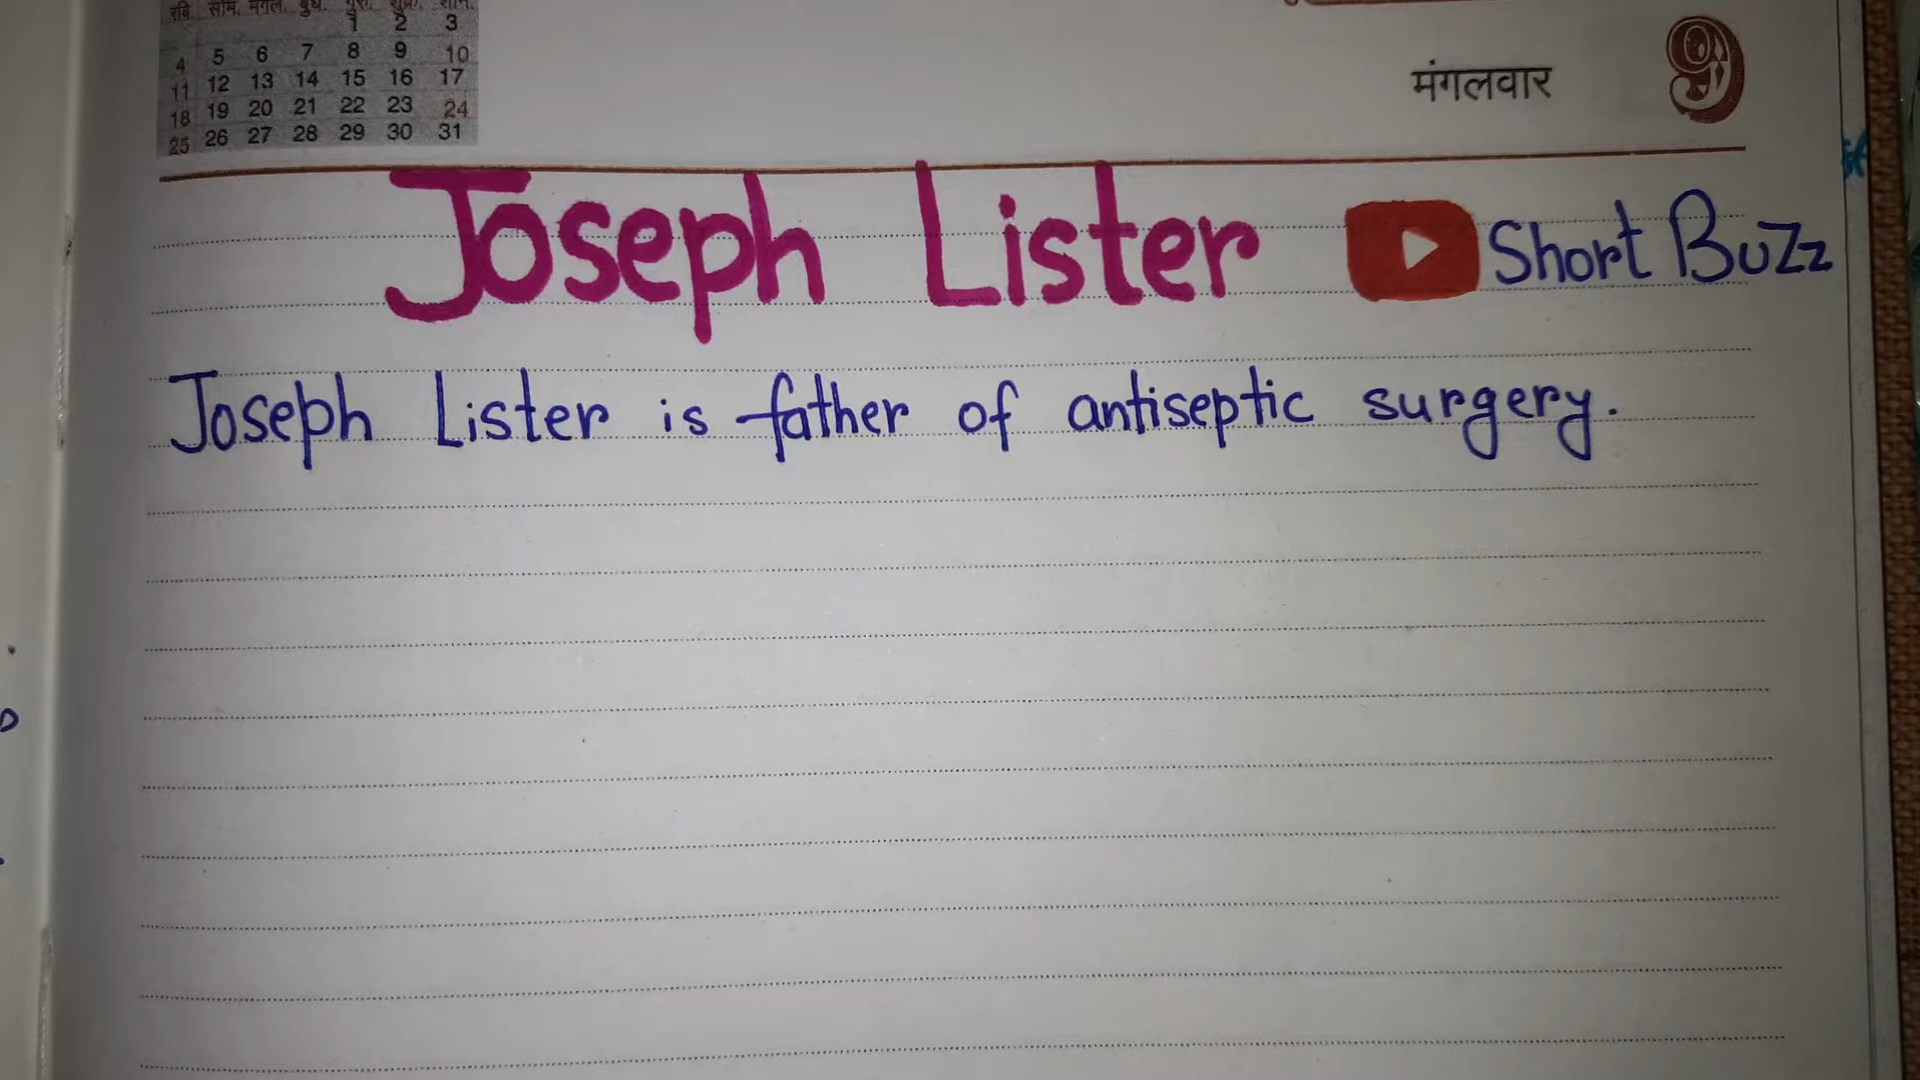 रवि सोम. मंगल. बुध. गुरु. शुक्र. शनि.
1 2 3
4 5 6 7 8 9 10
11 12 13 14 15 16 17
18 19 20 21 22 23 24
25 26 27 28 29 30 31
मंगलवार 9
Joseph Lister Short BuZz
Joseph Lister is father of antiseptic surgery.